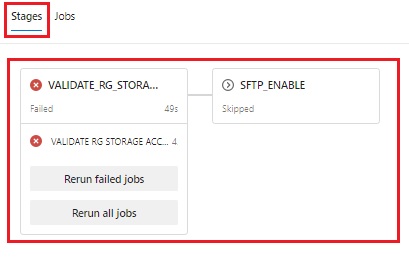 Stages Jobs
VALIDATE_RG_STORA... SFTP_ENABLE
Failed 49s Skipped
VALIDATE RG STORAGE ACC... 4
Rerun failed jobs
Rerun all jobs